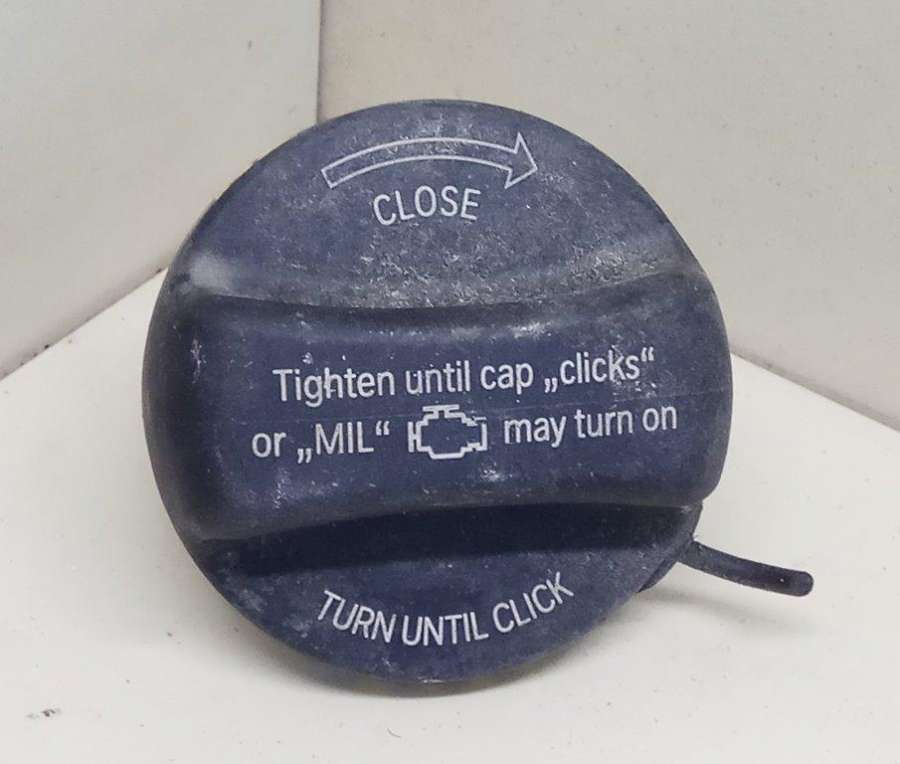 CLOSE
Tighten until cap „clicks“
or „MIL“ may turn on
TURN UNTIL CLICK